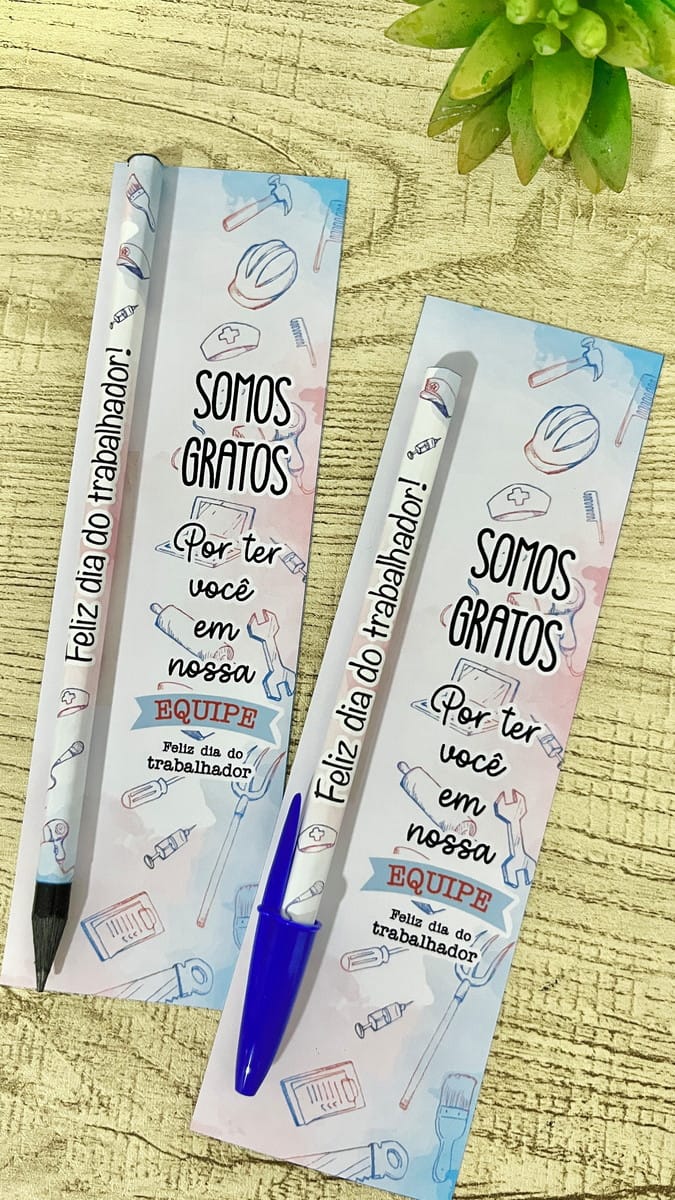 Feliz dia do trabalhador!
SOMOS
GRATOS
Por ter
você
em
nossa
EQUIPE
Feliz dia do
trabalhador
Feliz dia do trabalhador!
SOMOS
GRATOS
Por ter
você
em
nossa
EQUIPE
Feliz dia do
trabalhador